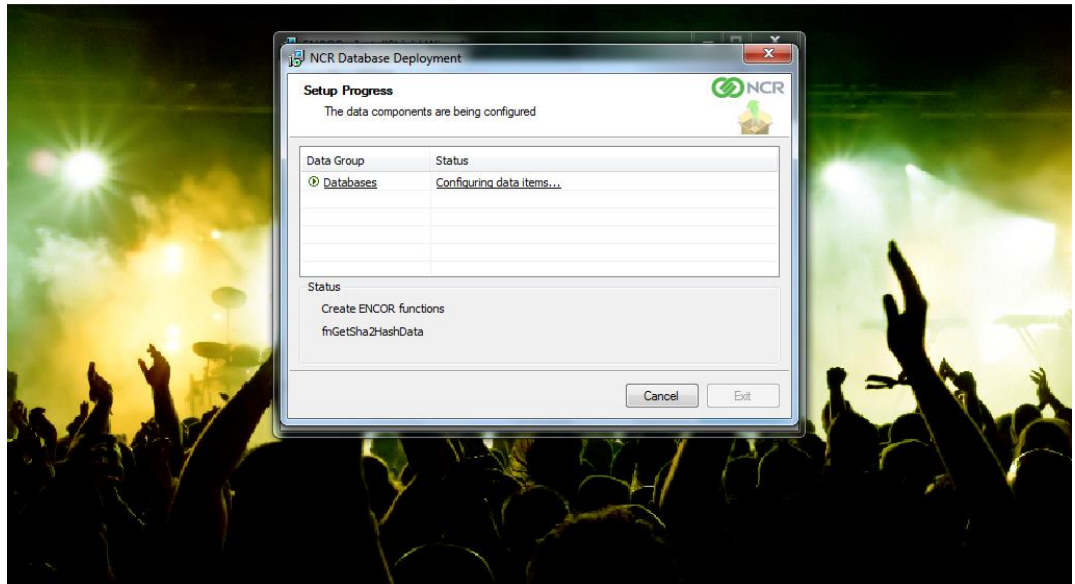 NCR Database Deployment
Setup Progress
The data components are being configured
NCR
Data Group Status
Databases Configuring data items...
Status
Create ENCOR functions
fnGetSha2HashData
Cancel Exit